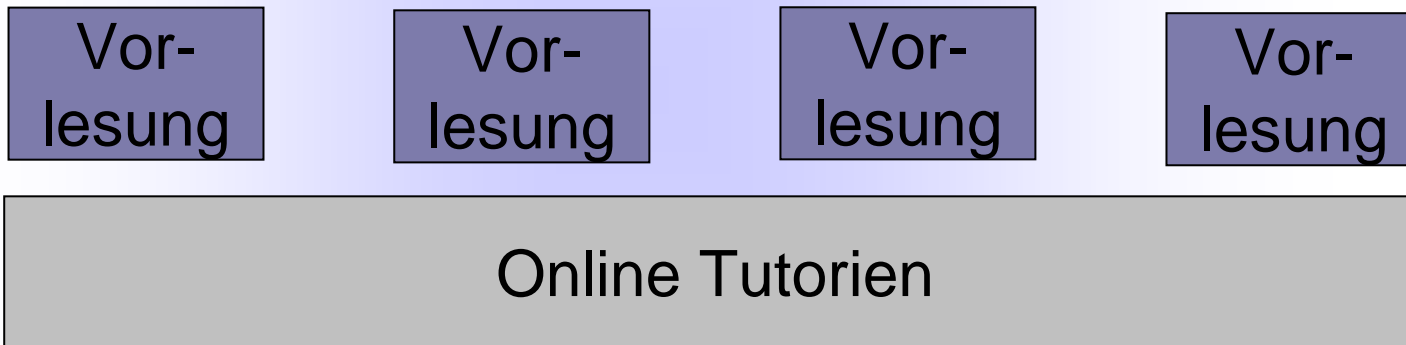 Vor-
lesung
Vor-
lesung
Vor-
lesung
Vor-
lesung
Online Tutorien